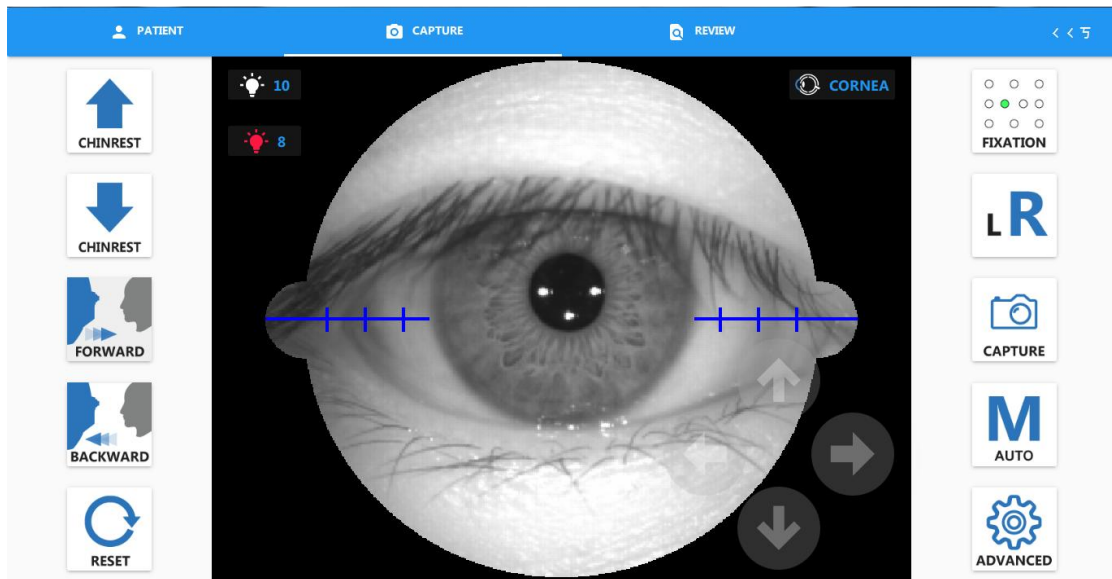 PATIENT
CAPTURE
REVIEW
CHINREST
10
8
CORNEA
FIXATION
CHINREST
L R
FORWARD
CAPTURE
BACKWARD
M
AUTO
RESET
ADVANCED